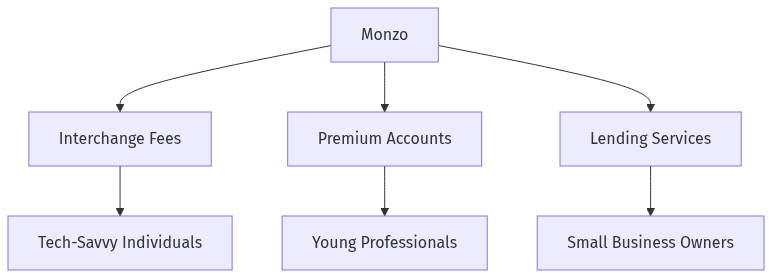 Monzo
Interchange Fees
Premium Accounts
Lending Services
Tech-Savvy Individuals
Young Professionals
Small Business Owners